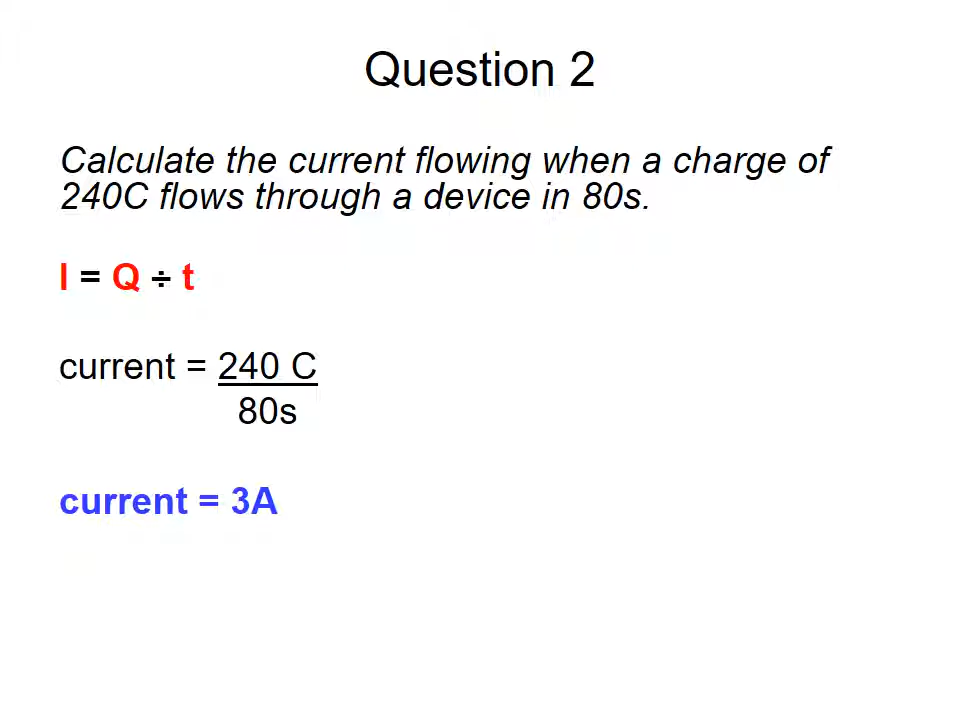 Question 2
Calculate the current flowing when a charge of
240C flows through a device in 80s.
I = Q ÷ t
current = 240 C
80s
current = 3A